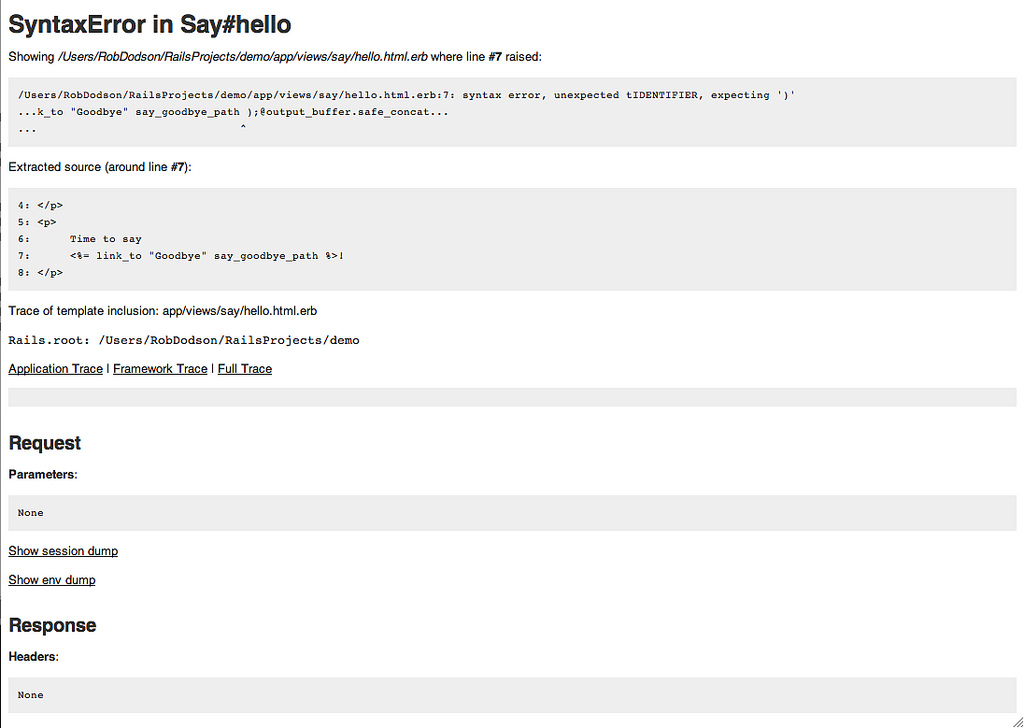 SyntaxError in Say#hello
Showing /Users/RobDodson/RailsProjects/demo/app/views/say/hello.html.erb where line #7 raised:
/Users/RobDodson/RailsProjects/demo/app/views/say/hello.html.erb:7: syntax error, unexpected tIDENTIFIER, expecting ')'
...k_to "Goodbye" say_goodbye_path );@output_buffer.safe_concat...
...                               ^
Extracted source (around line #7):
4: </p>
5: <p>
6:      Time to say
7:      <%= link_to "Goodbye" say_goodbye_path %>!
8: </p>
Trace of template inclusion: app/views/say/hello.html.erb
Rails.root: /Users/RobDodson/RailsProjects/demo
Application Trace | Framework Trace | Full Trace
Request
Parameters:
None
Show session dump
Show env dump
Response
Headers:
None